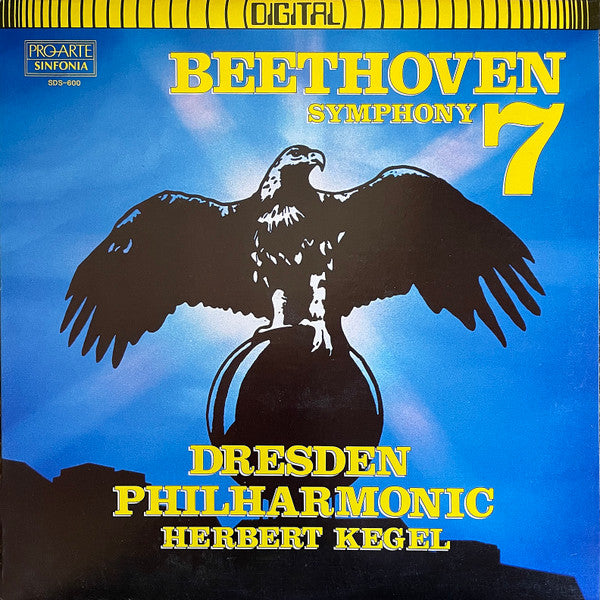 DIGITAL
PRO ARTE
SINFONIA
SDS-600
BEETHOVEN
SYMPHONY
7
DRESDEN
PHILHARMONIC
HERBERT KEGEL